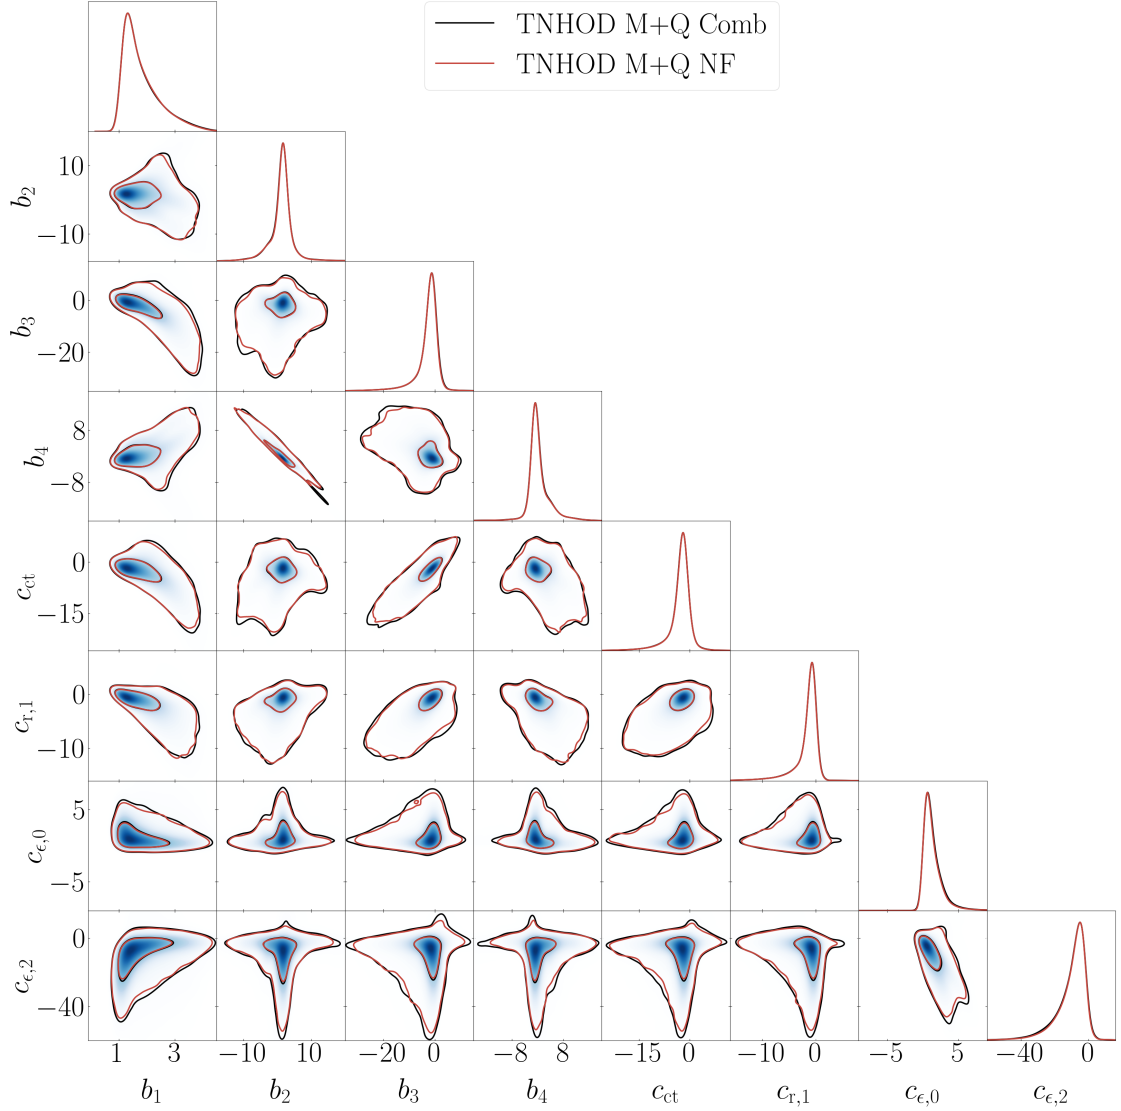 TNHOD M+Q Comb
TNHOD M+Q NF
b2
10
−10
b3
0
−20
b4
8
−8
cct
0
−15
cr,1
0
−10
cϵ,0
5
−5
cϵ,2
0
−40
1 3 −10 10 −20 0 −8 8 −15 0 −10 0 −5 5 −40 0
b1 b2 b3 b4 cct cr,1 cϵ,0 cϵ,2